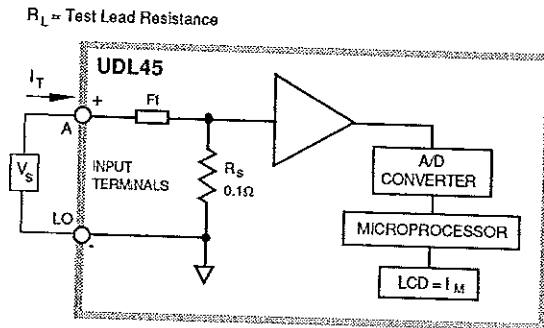 R_L = Test Lead Resistance
UDL45
I_T
+
A
F1
V_S
INPUT
TERMINALS
R_S
0.1Ω
LO
-
A/D
CONVERTER
MICROPROCESSOR
LCD = I_M